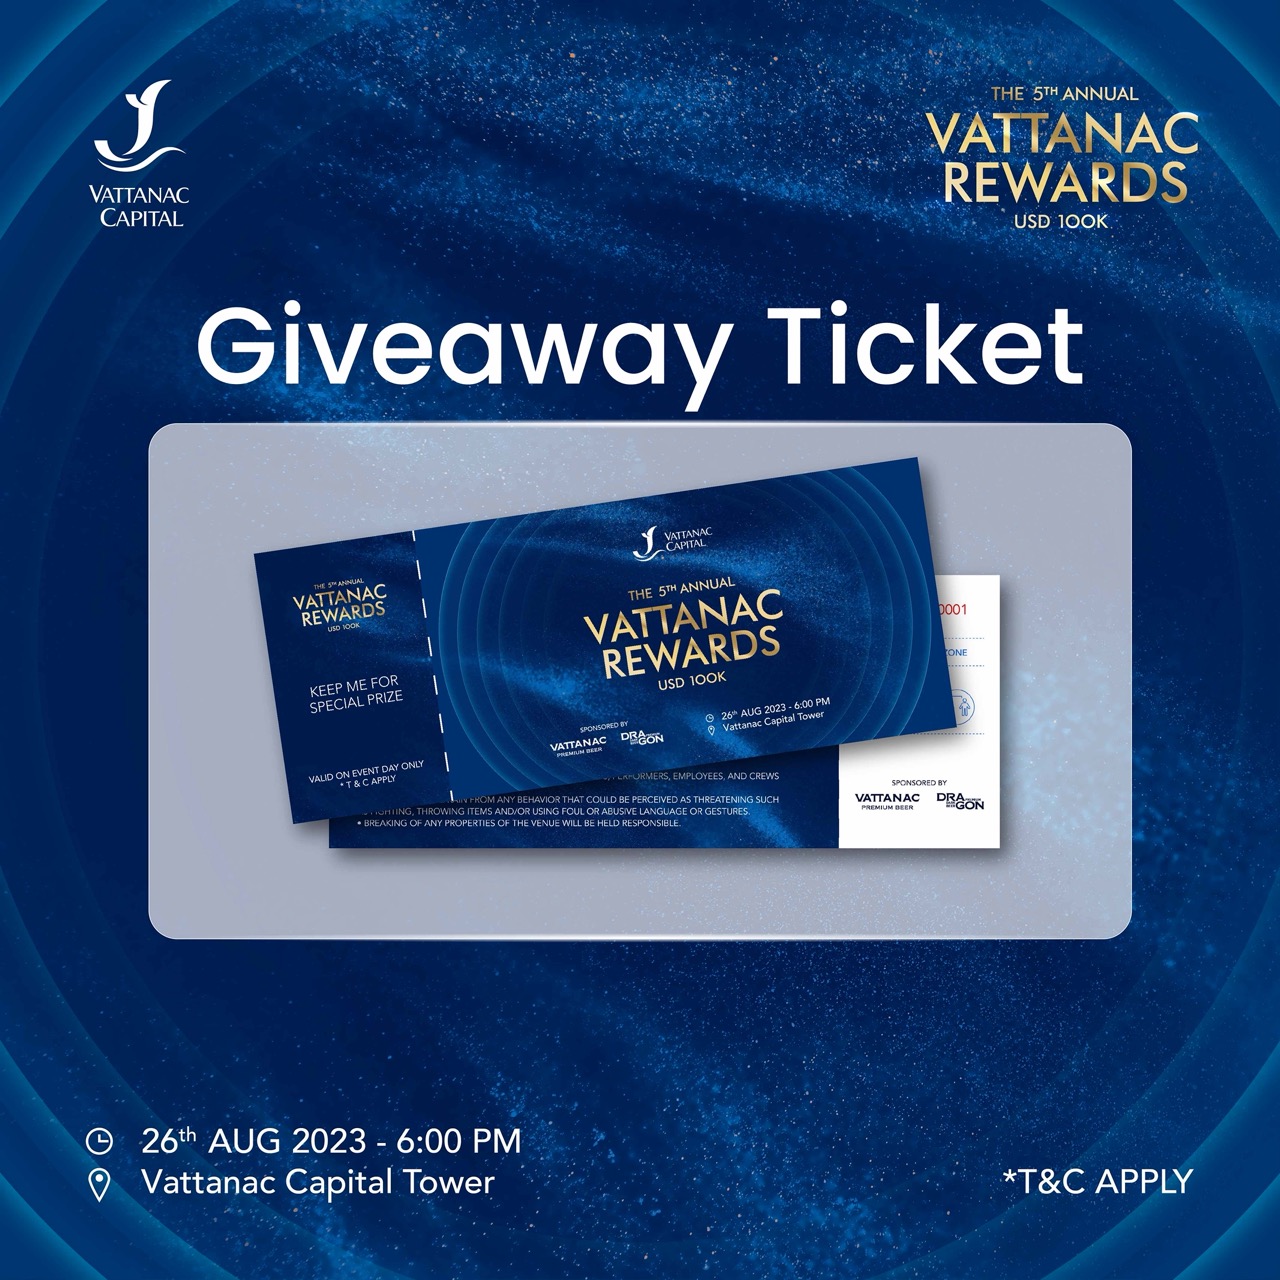 VATTANAC
CAPITAL
THE 5TH ANNUAL
VATTANAC
REWARDS
USD 100K
Giveaway Ticket
VATTANAC
CAPITAL
THE 5TH ANNUAL
VATTANAC
REWARDS
USD 100K
KEEP ME FOR
SPECIAL PRIZE
VALID ON EVENT DAY ONLY
* T & C APPLY
THE 5TH ANNUAL
VATTANAC
REWARDS
USD 100K
SPONSORED BY
VATTANAC
PREMIUM BEER
DRAGON
26th AUG 2023 - 6:00 PM
Vattanac Capital Tower
0001
ZONE
PERFORMERS, EMPLOYEES, AND CREWS
FROM ANY BEHAVIOR THAT COULD BE PERCEIVED AS THREATENING SUCH
FIGHTING, THROWING ITEMS AND/OR USING FOUL OR ABUSIVE LANGUAGE OR GESTURES.
• BREAKING OF ANY PROPERTIES OF THE VENUE WILL BE HELD RESPONSIBLE.
SPONSORED BY
VATTANAC
PREMIUM BEER
DRAGON
26th AUG 2023 - 6:00 PM
Vattanac Capital Tower
*T&C APPLY